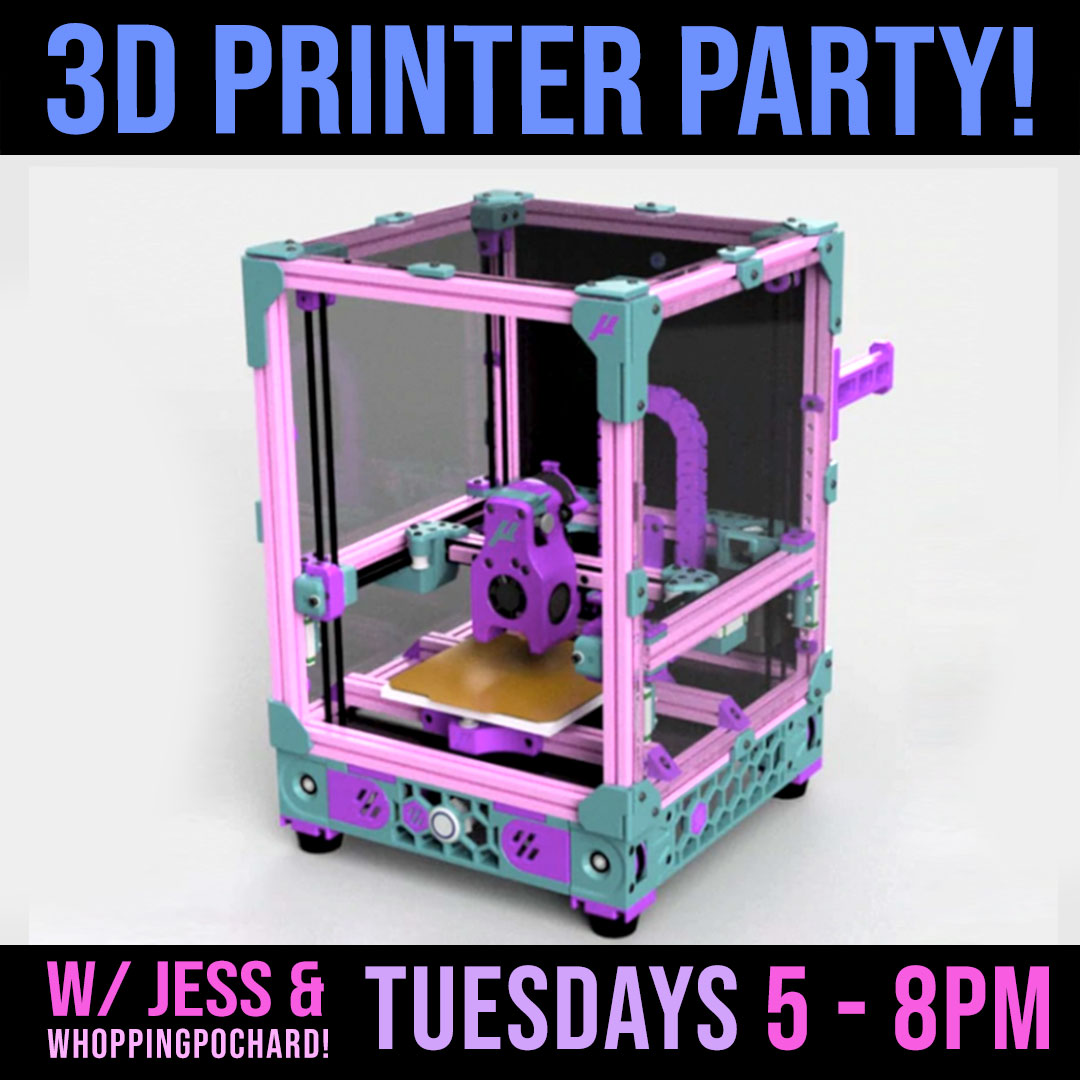 3D PRINTER PARTY!
µ
µ
W/ JESS &
WHOPPINGPOCHARD!
TUESDAYS 5 - 8PM